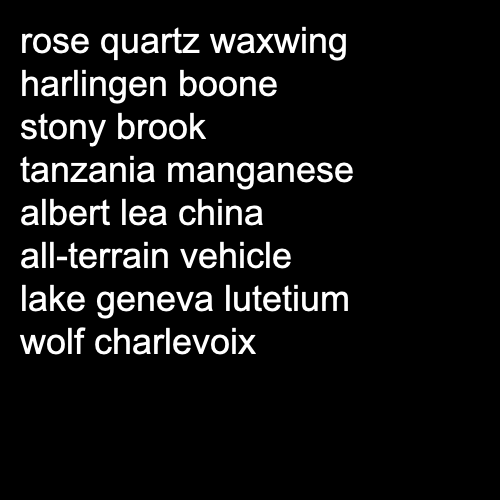 rose quartz waxwing
harlingen boone
stony brook
tanzania manganese
albert lea china
all-terrain vehicle
lake geneva lutetium
wolf charlevoix